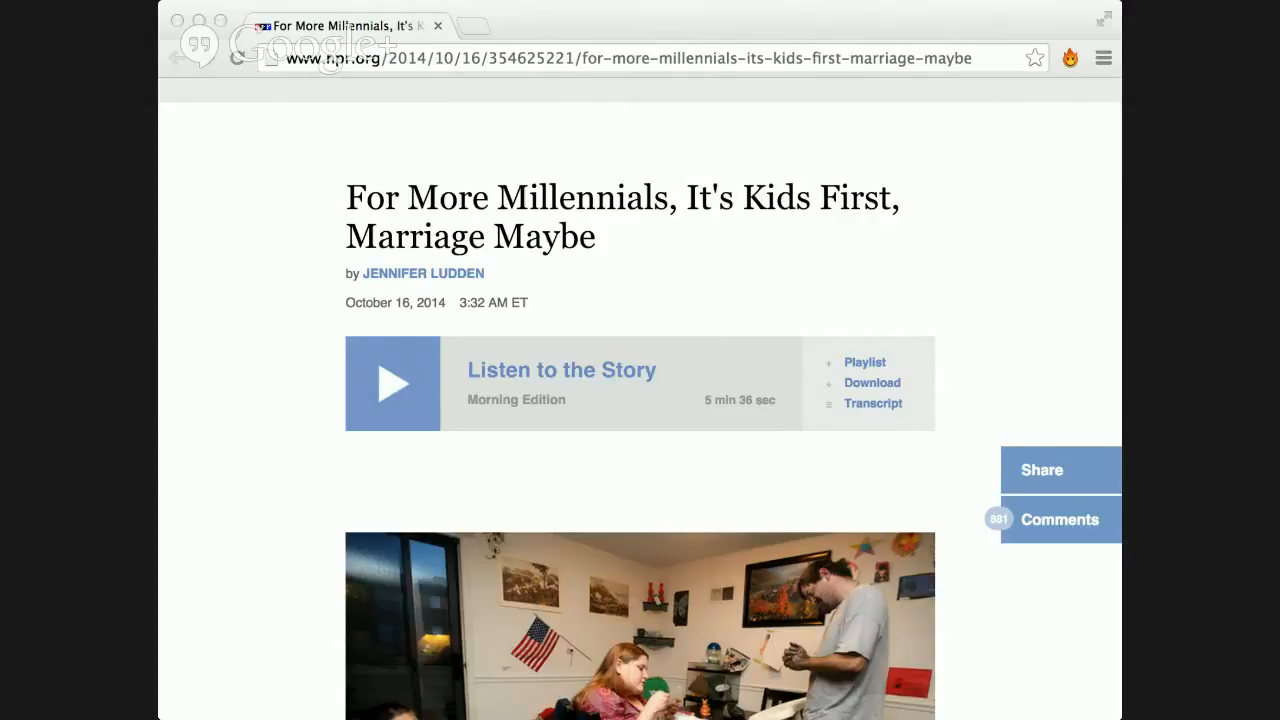 For More Millennials, It's K
Google+
www.npr.org/2014/10/16/354625221/for-more-millennials-its-kids-first-marriage-maybe
For More Millennials, It's Kids First,
Marriage Maybe
by JENNIFER LUDDEN
October 16, 2014 3:32 AM ET
Listen to the Story
Morning Edition 5 min 36 sec
Playlist
Download
Transcript
Share
881 Comments